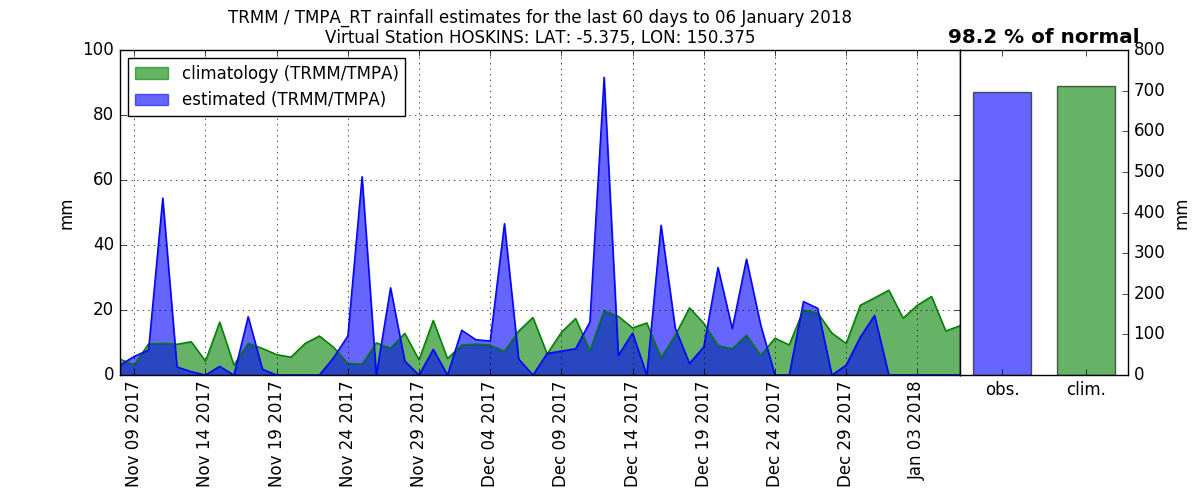 TRMM / TMPA_RT rainfall estimates for the last 60 days to 06 January 2018
Virtual Station HOSKINS: LAT: -5.375, LON: 150.375
98.2 % of normal
climatology (TRMM/TMPA)
estimated (TRMM/TMPA)
mm
100
80
60
40
20
0
Nov 09 2017
Nov 14 2017
Nov 19 2017
Nov 24 2017
Nov 29 2017
Dec 04 2017
Dec 09 2017
Dec 14 2017
Dec 19 2017
Dec 24 2017
Dec 29 2017
Jan 03 2018
obs.
clim.
800
700
600
500
400
300
200
100
0
mm